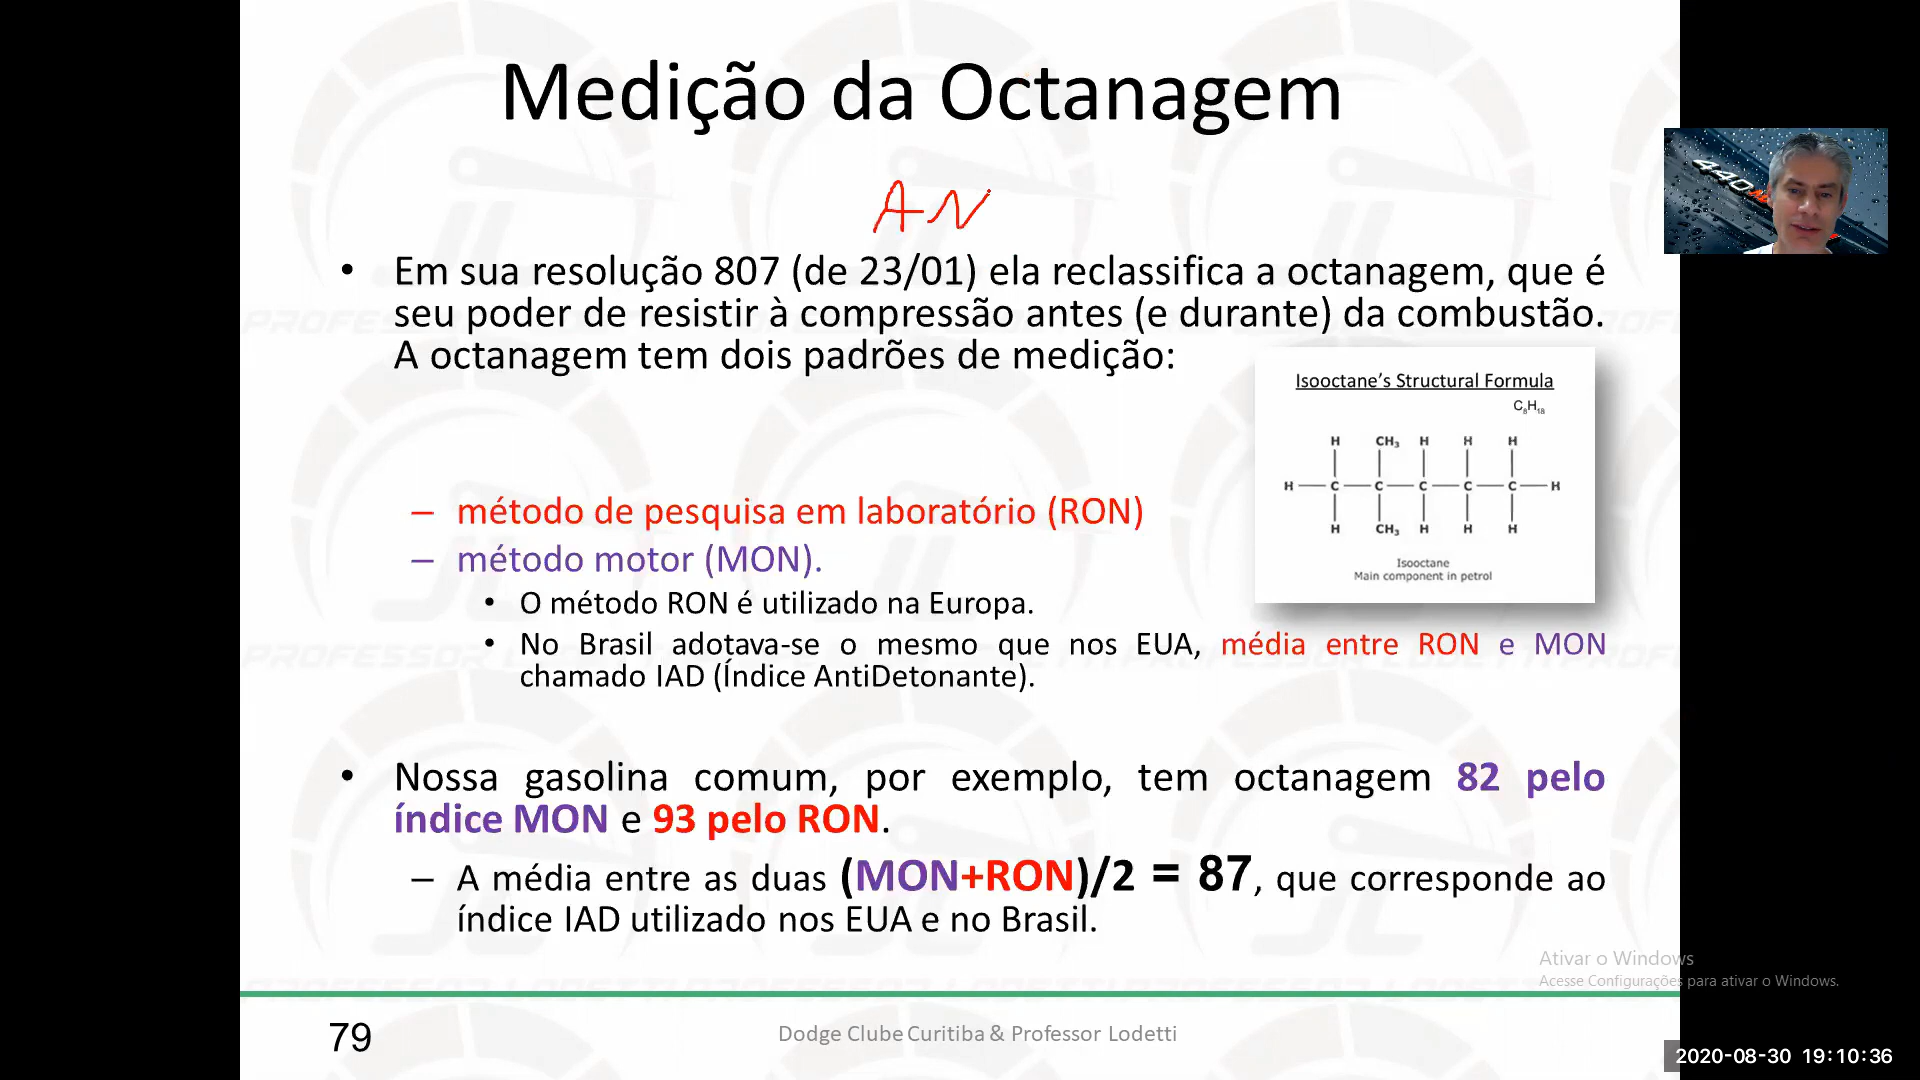 Medição da Octanagem
AN
• Em sua resolução 807 (de 23/01) ela reclassifica a octanagem, que é
seu poder de resistir à compressão antes (e durante) da combustão.
A octanagem tem dois padrões de medição:
Isooctane's Structural Formula
C₈H₁₈
H CH₃ H H H
H C C C C C H
H CH₃ H H H
Isooctane
Main component in petrol
– método de pesquisa em laboratório (RON)
– método motor (MON).
• O método RON é utilizado na Europa.
• No Brasil adotava-se o mesmo que nos EUA, média entre RON e MON
chamado IAD (Índice AntiDetonante).
• Nossa gasolina comum, por exemplo, tem octanagem 82 pelo
índice MON e 93 pelo RON.
– A média entre as duas (MON+RON)/2 = 87, que corresponde ao
índice IAD utilizado nos EUA e no Brasil.
Ativar o Windows
Acesse Configurações para ativar o Windows.
79
Dodge Clube Curitiba & Professor Lodetti
2020-08-30 19:10:36
440
PROFESSOR LODETTI